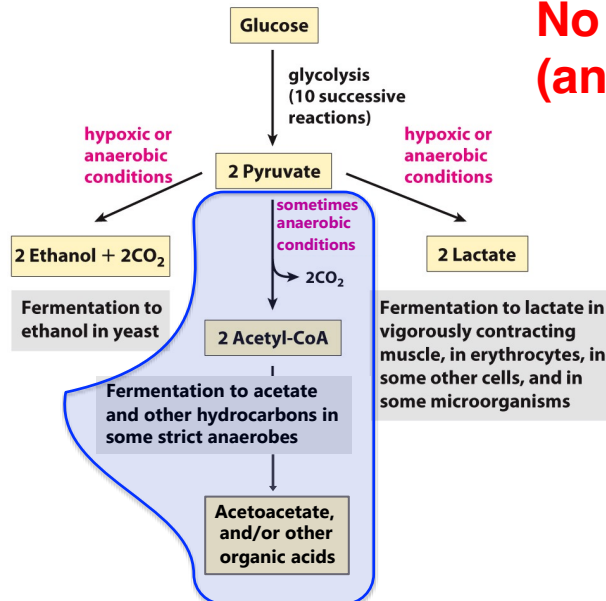 Glucose
No
(an
glycolysis
(10 successive
reactions)
hypoxic or
anaerobic
conditions
hypoxic or
anaerobic
conditions
2 Pyruvate
sometimes
anaerobic
conditions
2 Ethanol + 2CO₂
2CO₂
2 Lactate
Fermentation to
ethanol in yeast
Fermentation to lactate in
vigorously contracting
muscle, in erythrocytes, in
some other cells, and in
some microorganisms
2 Acetyl-CoA
Fermentation to acetate
and other hydrocarbons in
some strict anaerobes
Acetoacetate,
and/or other
organic acids